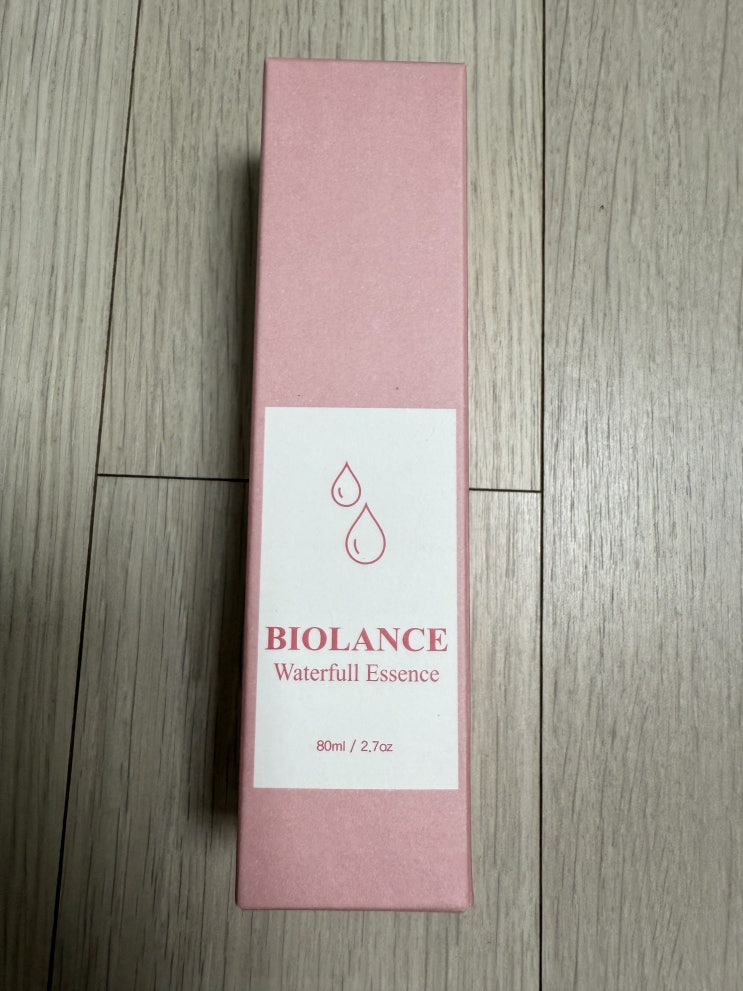 BIOLANCE
Waterfull Essence
80ml / 2.7oz